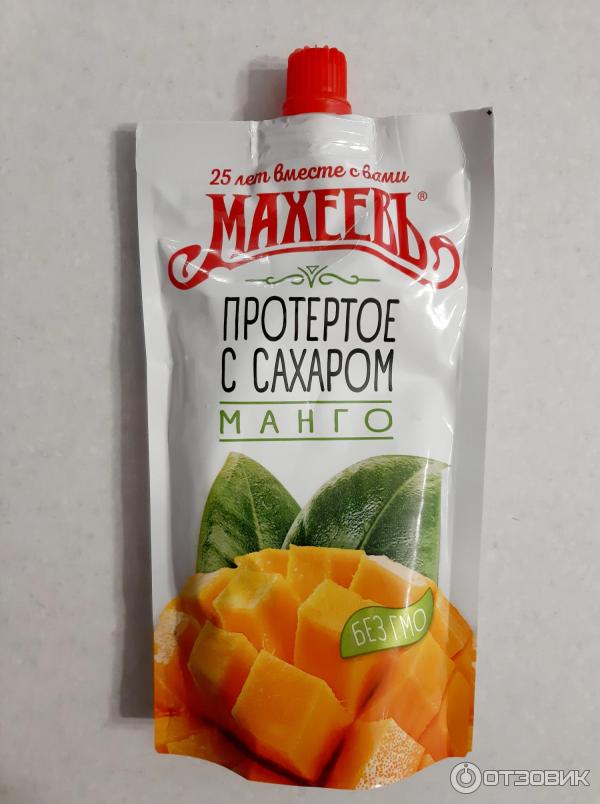 25 лет вместе с вами
МАХЕЕВЪ®
ПРОТЕРТОЕ
С САХАРОМ
МАНГО
БЕЗ ГМО
ОТЗОВИК